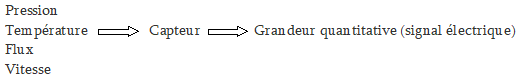 Pression
Température Capteur Grandeur quantitative (signal électrique)
Flux
Vitesse